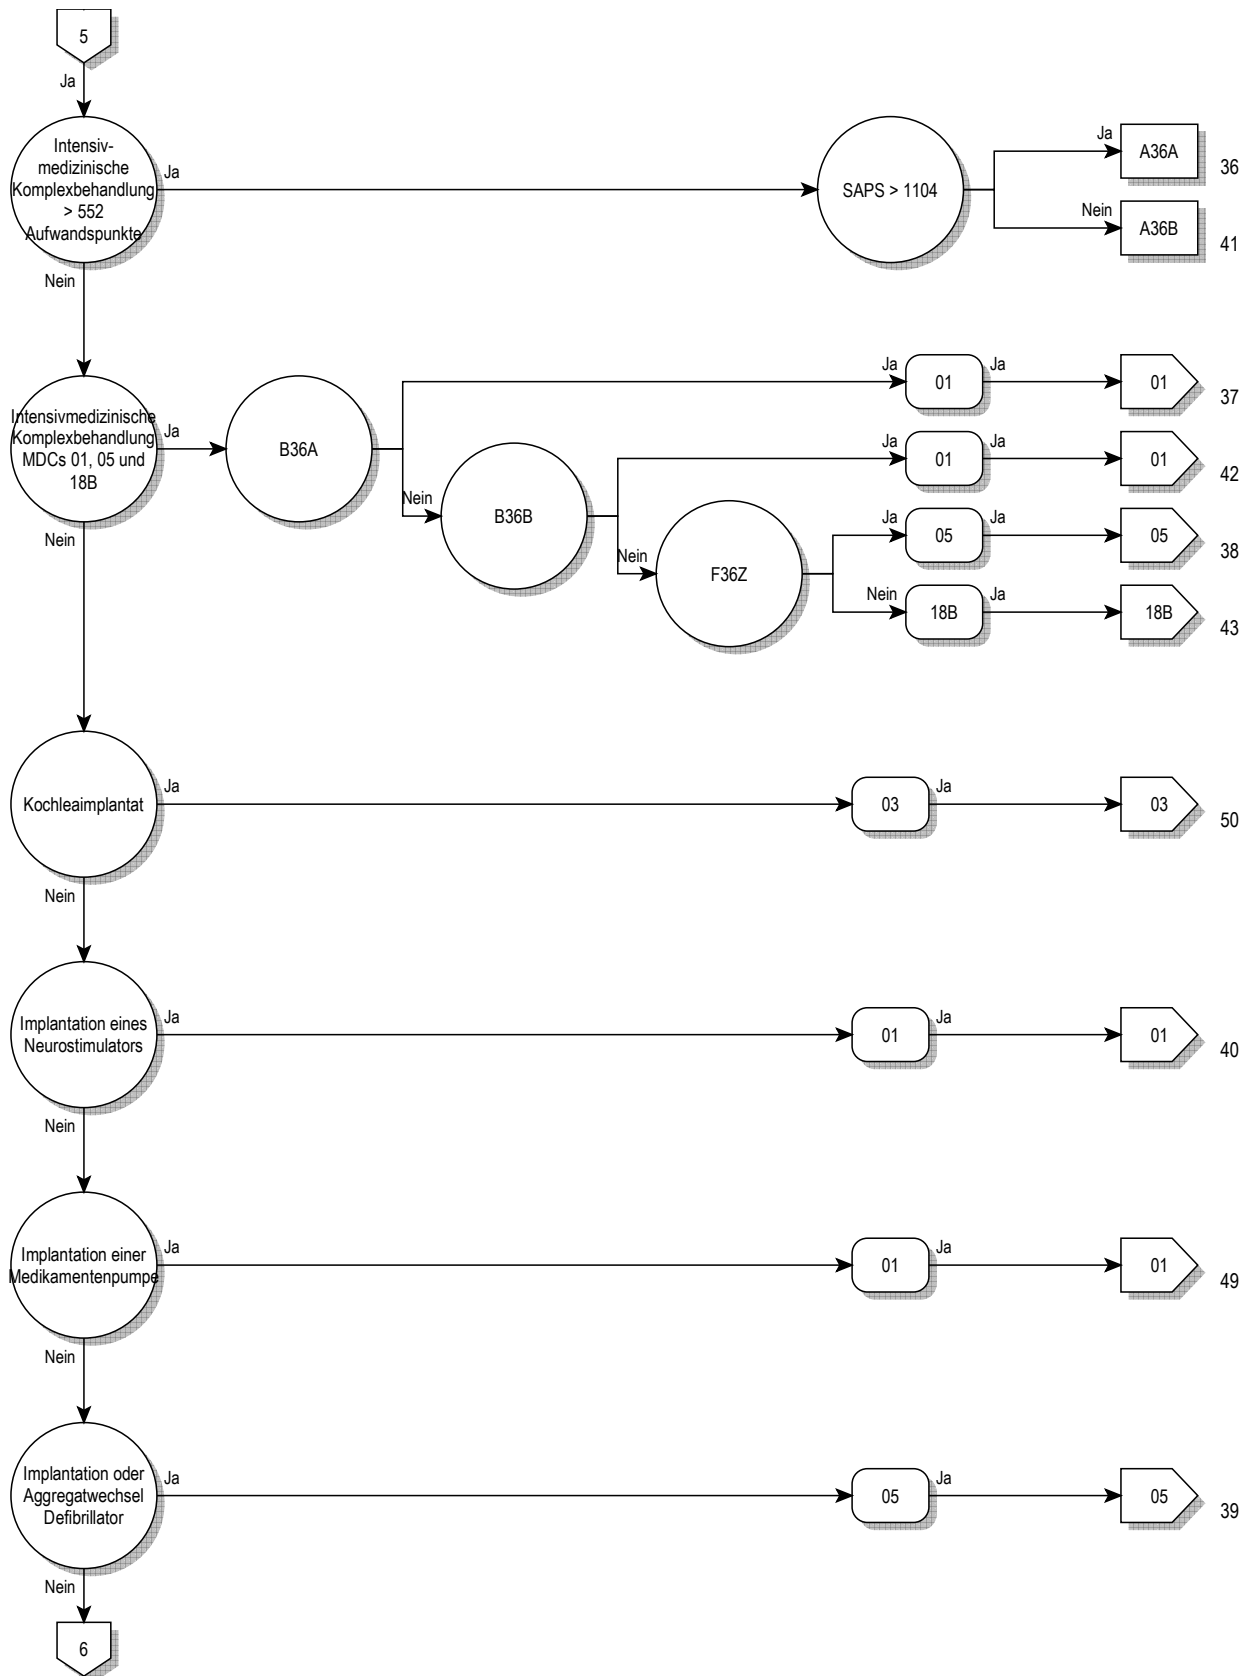 5
Ja
Intensiv-
medizinische
Komplexbehandlung
> 552
Aufwandspunkte
Ja
SAPS > 1104
Ja
A36A
36
Nein
A36B
41
Nein
Intensivmedizinische
Komplexbehandlung
MDCs 01, 05 und
18B
Ja
B36A
Ja
01
Ja
01
37
Nein
B36B
Ja
01
Ja
01
42
Nein
F36Z
Ja
05
Ja
05
38
Nein
18B
Ja
18B
43
Nein
Kochleaimplantat
Ja
03
Ja
03
50
Nein
Implantation eines
Neurostimulators
Ja
01
Ja
01
40
Nein
Implantation einer
Medikamentenpumpe
Ja
01
Ja
01
49
Nein
Implantation oder
Aggregatwechsel
Defibrillator
Ja
05
Ja
05
39
Nein
6